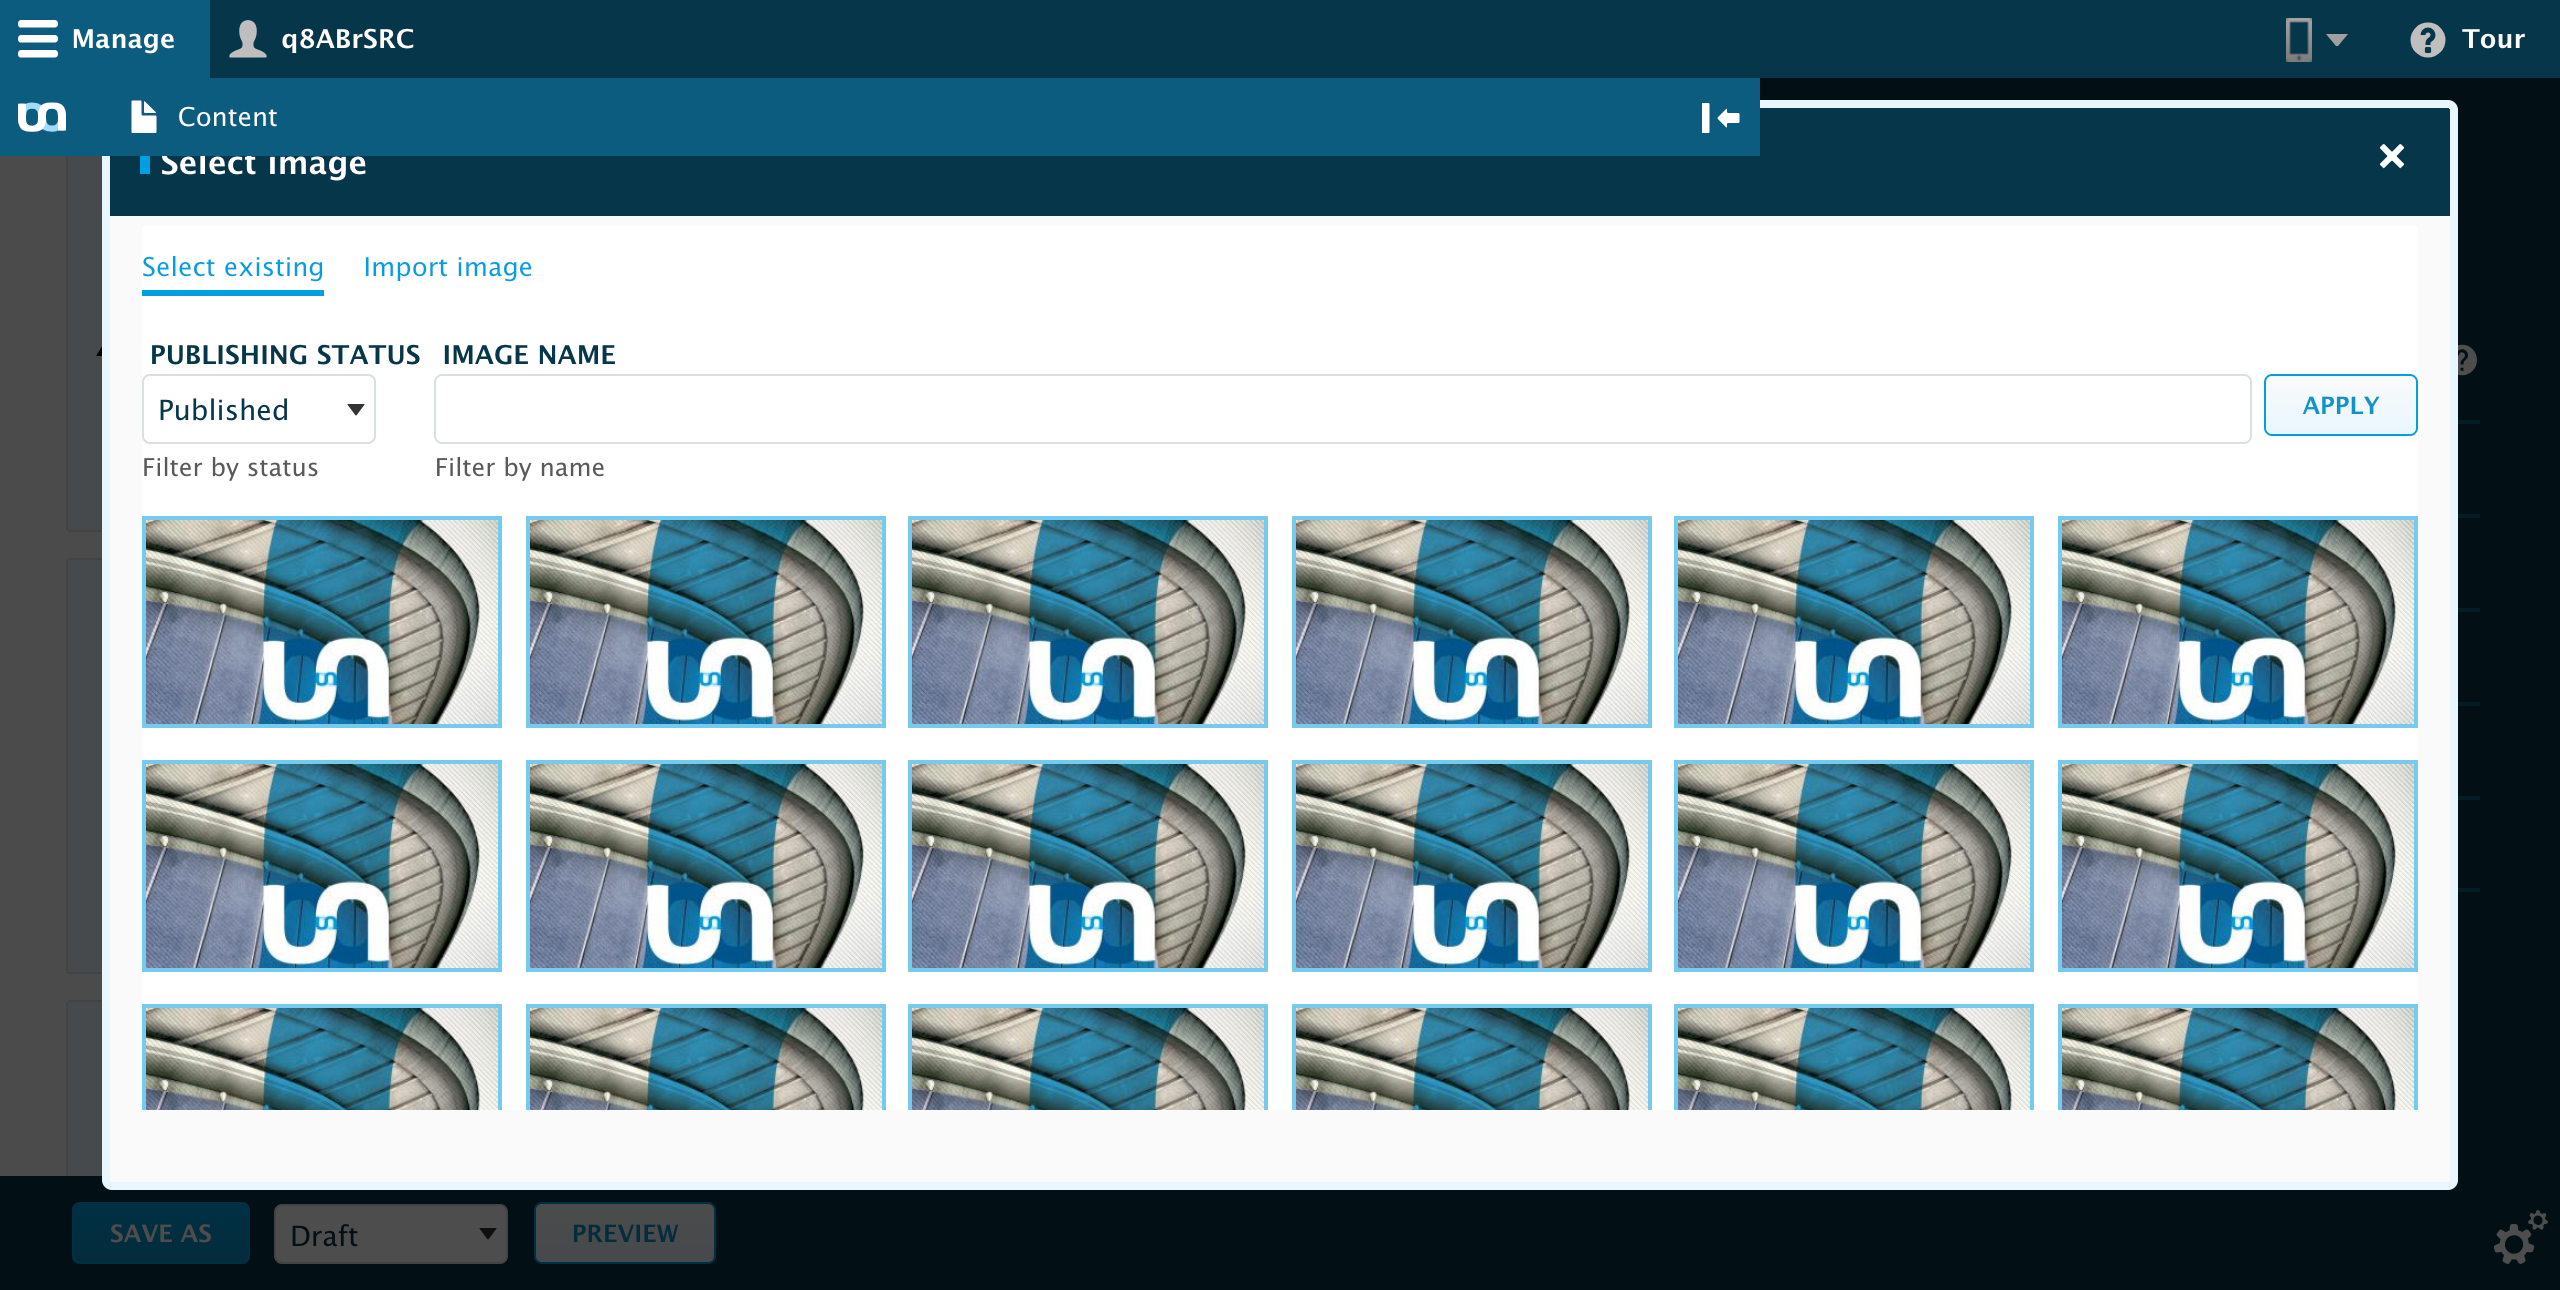 Manage
q8ABrSRC
Tour
Content
Select image
Select existing
Import image
PUBLISHING STATUS
IMAGE NAME
Published
APPLY
Filter by status
Filter by name
SAVE AS
Draft
PREVIEW